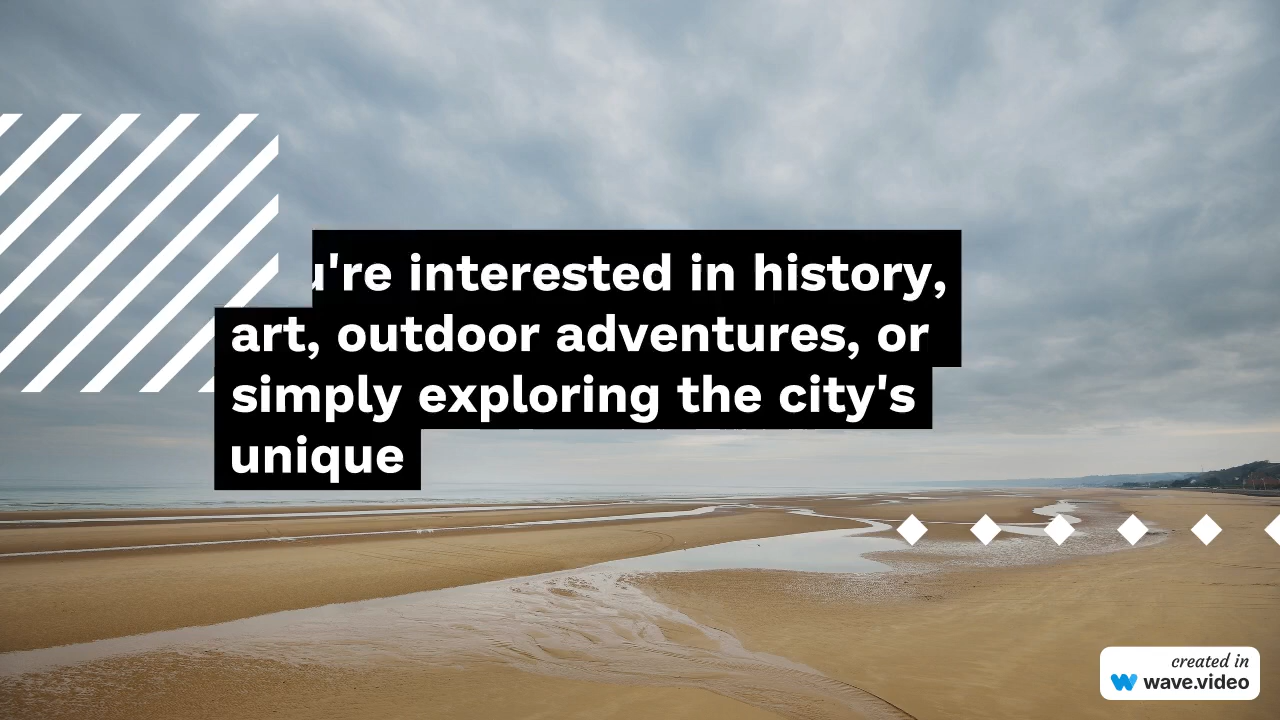 u're interested in history,
art, outdoor adventures, or
simply exploring the city's
unique
created in
wave.video